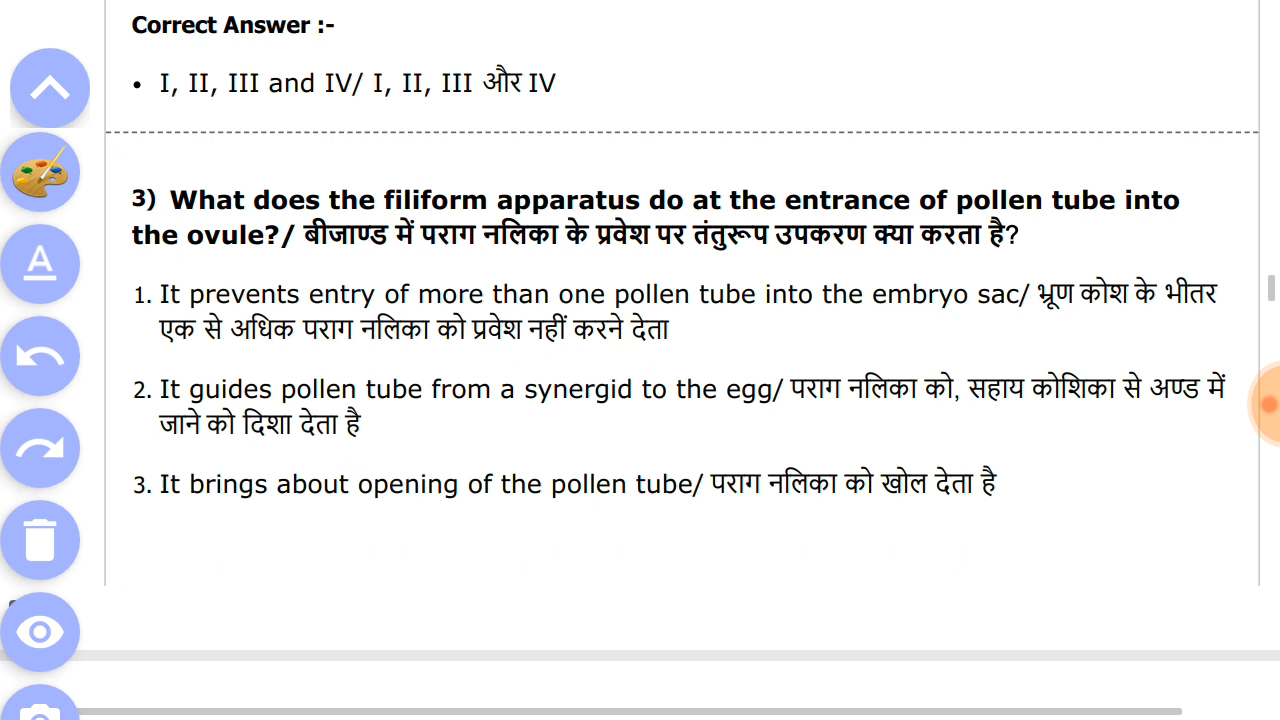 Correct Answer :-
• I, II, III and IV/ I, II, III और IV
3) What does the filiform apparatus do at the entrance of pollen tube into
the ovule?/ बीजाण्ड में पराग नलिका के प्रवेश पर तंतुरूप उपकरण क्या करता है?
1. It prevents entry of more than one pollen tube into the embryo sac/ भ्रूण कोश के भीतर
एक से अधिक पराग नलिका को प्रवेश नहीं करने देता
2. It guides pollen tube from a synergid to the egg/ पराग नलिका को, सहाय कोशिका से अण्ड में
जाने को दिशा देता है
3. It brings about opening of the pollen tube/ पराग नलिका को खोल देता है
A